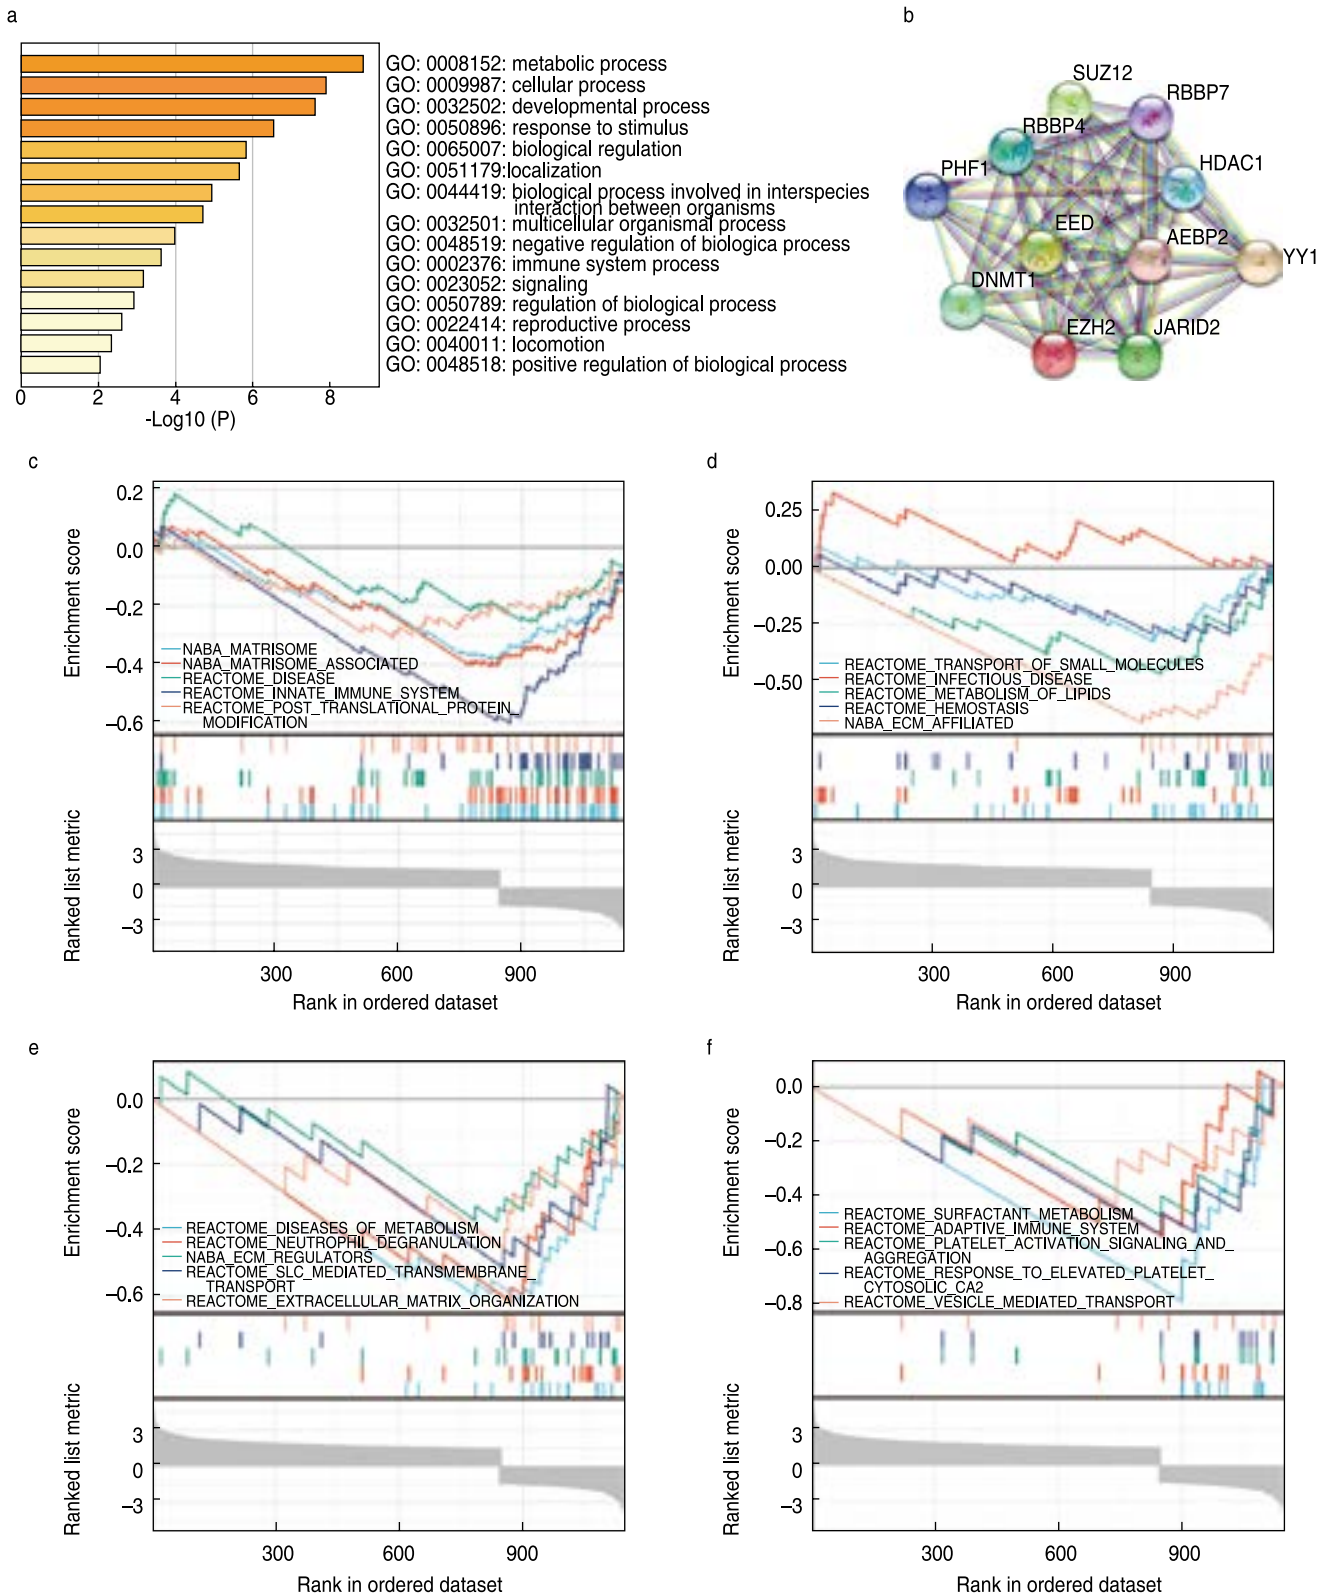 a
GO: 0008152: metabolic process
GO: 0009987: cellular process
GO: 0032502: developmental process
GO: 0050896: response to stimulus
GO: 0065007: biological regulation
GO: 0051179:localization
GO: 0044419: biological process involved in interspecies
interaction between organisms
GO: 0032501: multicellular organismal process
GO: 0048519: negative regulation of biologica process
GO: 0002376: immune system process
GO: 0023052: signaling
GO: 0050789: regulation of biological process
GO: 0022414: reproductive process
GO: 0040011: locomotion
GO: 0048518: positive regulation of biological process
0 2 4 6 8
-Log10 (P)
b
SUZ12
RBBP7
RBBP4
HDAC1
PHF1
EED
AEBP2
YY1
DNMT1
EZH2
JARID2
c
Enrichment score
0.2
0.0
−0.2
−0.4
−0.6
NABA_MATRISOME
NABA_MATRISOME_ASSOCIATED
REACTOME_DISEASE
REACTOME_INNATE_IMMUNE_SYSTEM
REACTOME_POST_TRANSLATIONAL_PROTEIN_
MODIFICATION
Ranked list metric
3
0
−3
300 600 900
Rank in ordered dataset
d
Enrichment score
0.25
0.00
−0.25
−0.50
REACTOME_TRANSPORT_OF_SMALL_MOLECULES
REACTOME_INFECTIOUS_DISEASE
REACTOME_METABOLISM_OF_LIPIDS
REACTOME_HEMOSTASIS
NABA_ECM_AFFILIATED
Ranked list metric
3
0
−3
300 600 900
Rank in ordered dataset
e
Enrichment score
0.0
−0.2
−0.4
−0.6
REACTOME_DISEASES_OF_METABOLISM
REACTOME_NEUTROPHIL_DEGRANULATION
NABA_ECM_REGULATORS
REACTOME_SLC_MEDIATED_TRANSMEMBRANE_
TRANSPORT
REACTOME_EXTRACELLULAR_MATRIX_ORGANIZATION
Ranked list metric
3
0
−3
300 600 900
Rank in ordered dataset
f
Enrichment score
0.0
−0.2
−0.4
−0.6
−0.8
REACTOME_SURFACTANT_METABOLISM
REACTOME_ADAPTIVE_IMMUNE_SYSTEM
REACTOME_PLATELET_ACTIVATION_SIGNALING_AND_
AGGREGATION
REACTOME_RESPONSE_TO_ELEVATED_PLATELET_
CYTOSOLIC_CA2
REACTOME_VESICLE_MEDIATED_TRANSPORT
Ranked list metric
3
0
−3
300 600 900
Rank in ordered dataset